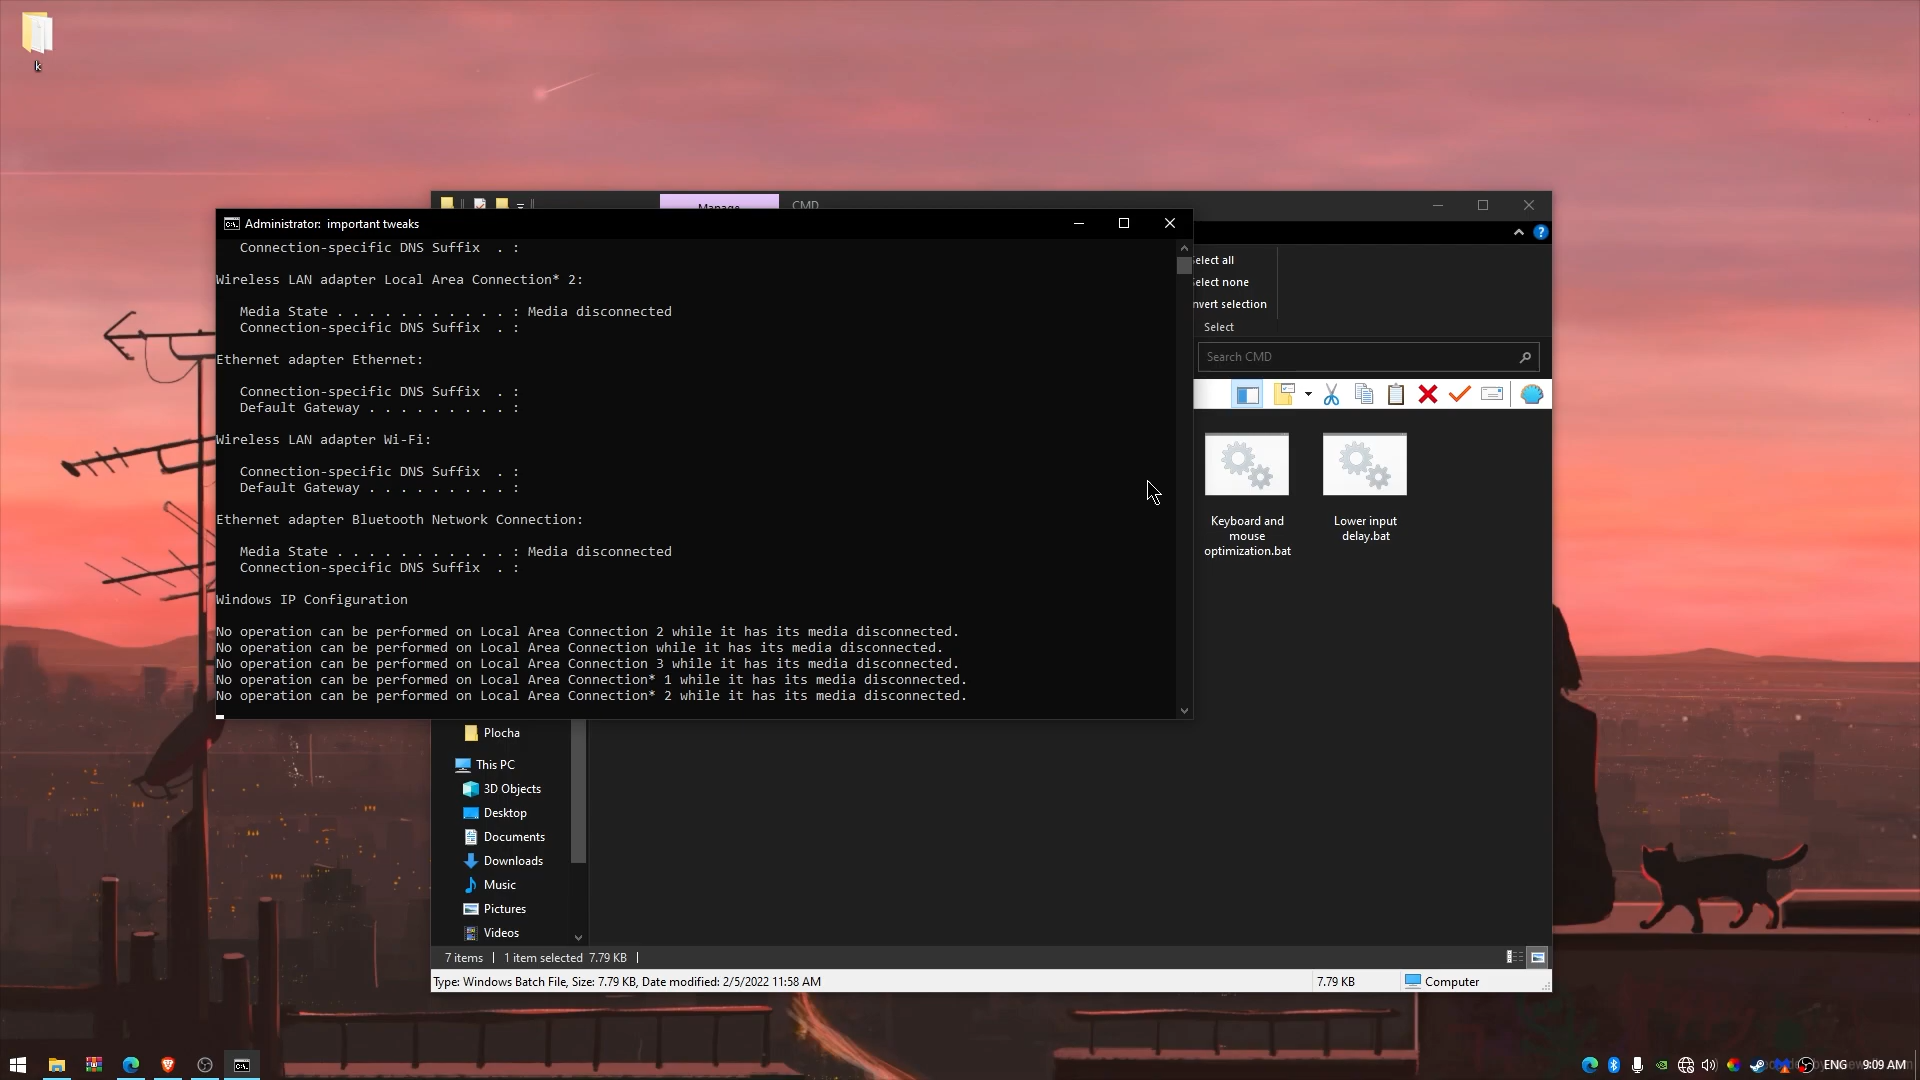 k
Manage
CMD
Administrator:  important tweaks
Connection-specific DNS Suffix  . :
Wireless LAN adapter Local Area Connection* 2:
Media State . . . . . . . . . . . : Media disconnected
Connection-specific DNS Suffix  . :
Ethernet adapter Ethernet:
Connection-specific DNS Suffix  . :
Default Gateway . . . . . . . . . :
Wireless LAN adapter Wi-Fi:
Connection-specific DNS Suffix  . :
Default Gateway . . . . . . . . . :
Ethernet adapter Bluetooth Network Connection:
Media State . . . . . . . . . . . : Media disconnected
Connection-specific DNS Suffix  . :
Windows IP Configuration
No operation can be performed on Local Area Connection 2 while it has its media disconnected.
No operation can be performed on Local Area Connection while it has its media disconnected.
No operation can be performed on Local Area Connection 3 while it has its media disconnected.
No operation can be performed on Local Area Connection* 1 while it has its media disconnected.
No operation can be performed on Local Area Connection* 2 while it has its media disconnected.
elect all
elect none
nvert selection
Select
Search CMD
Keyboard and
mouse
optimization.bat
Lower input
delay.bat
Plocha
This PC
3D Objects
Desktop
Documents
Downloads
Music
Pictures
Videos
7 items
1 item selected  7.79 KB
Type: Windows Batch File, Size: 7.79 KB, Date modified: 2/5/2022 11:58 AM
7.79 KB
Computer
ENG
9:09 AM